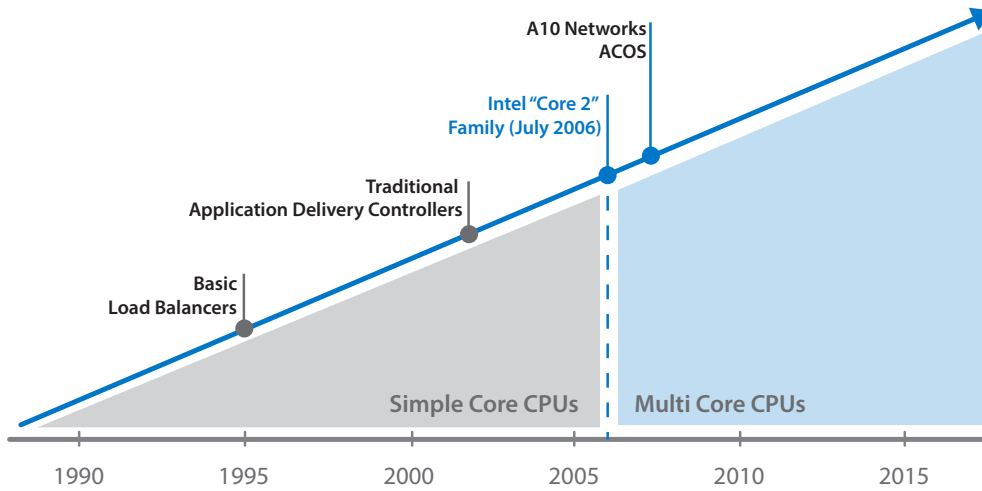 A10 Networks
ACOS
Intel “Core 2”
Family (July 2006)
Traditional
Application Delivery Controllers
Basic
Load Balancers
Simple Core CPUs
Multi Core CPUs
1990
1995
2000
2005
2010
2015